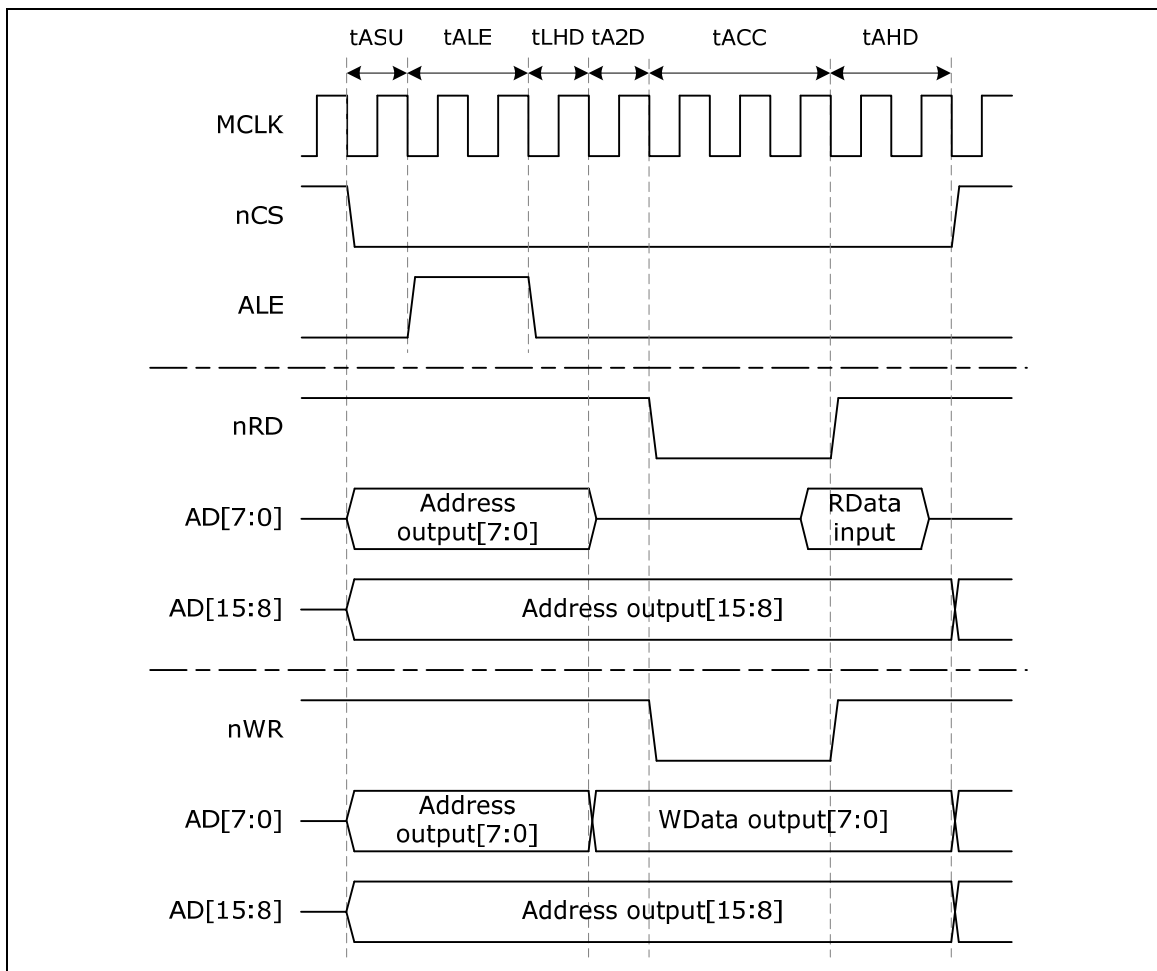 tASU tALE tLHD tA2D tACC tAHD
MCLK
nCS
ALE
nRD
AD[7:0]
Address
output[7:0]
RData
input
AD[15:8]
Address output[15:8]
nWR
AD[7:0]
Address
output[7:0]
WData output[7:0]
AD[15:8]
Address output[15:8]